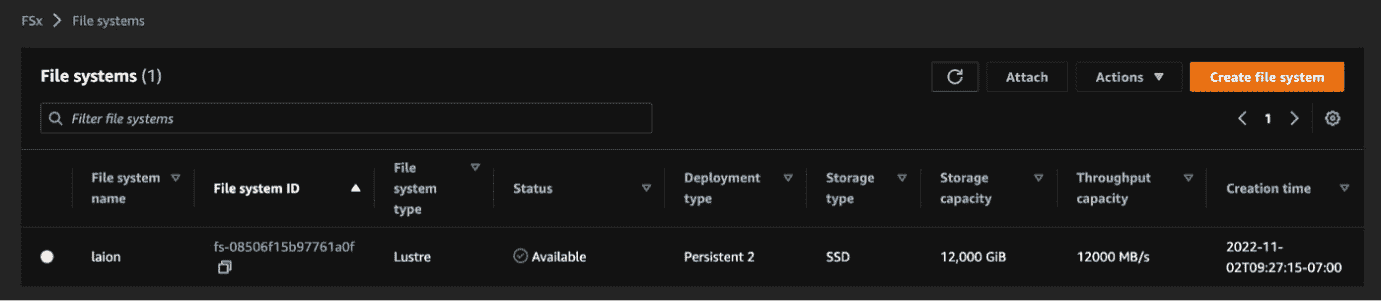 FSx > File systems
File systems (1)
Attach
Actions
Create file system
Filter file systems
1
File system name
File system ID
File system type
Status
Deployment type
Storage type
Storage capacity
Throughput capacity
Creation time
laion
fs-08506f15b97761a0f
Lustre
Available
Persistent 2
SSD
12,000 GiB
12000 MB/s
2022-11-
02T09:27:15-07:00